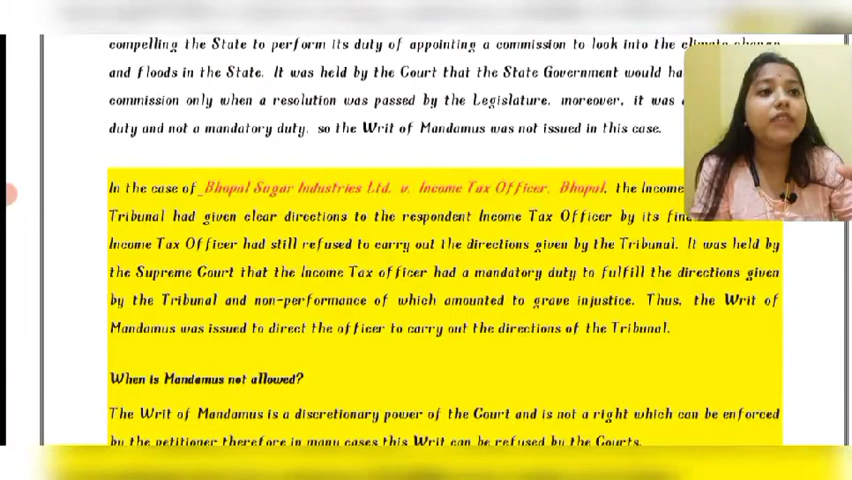 compelling the State to perform its duty of appointing a commission to look into the climate change
and floods in the State. It was held by the Court that the State Government would
commission only when a resolution was passed by the Legislature, moreover, it was
duty and not a mandatory duty, so the Writ of Mandamus was not issued in this case.
In the case of Bhopal Sugar Industries Ltd. v. Income Tax Officer, Bhopal, the Income
Tribunal had given clear directions to the respondent Income Tax Officer by its
Income Tax Officer had still refused to carry out the directions given by the Tribunal. It was held by
the Supreme Court that the Income Tax officer had a mandatory duty to fulfill the directions given
by the Tribunal and non-performance of which amounted to grave injustice. Thus, the Writ of
Mandamus was issued to direct the officer to carry out the directions of the Tribunal.
When is Mandamus not allowed?
The Writ of Mandamus is a discretionary power of the Court and is not a right which can be enforced
by the petitioner therefore in many cases this Writ can be refused by the Courts.